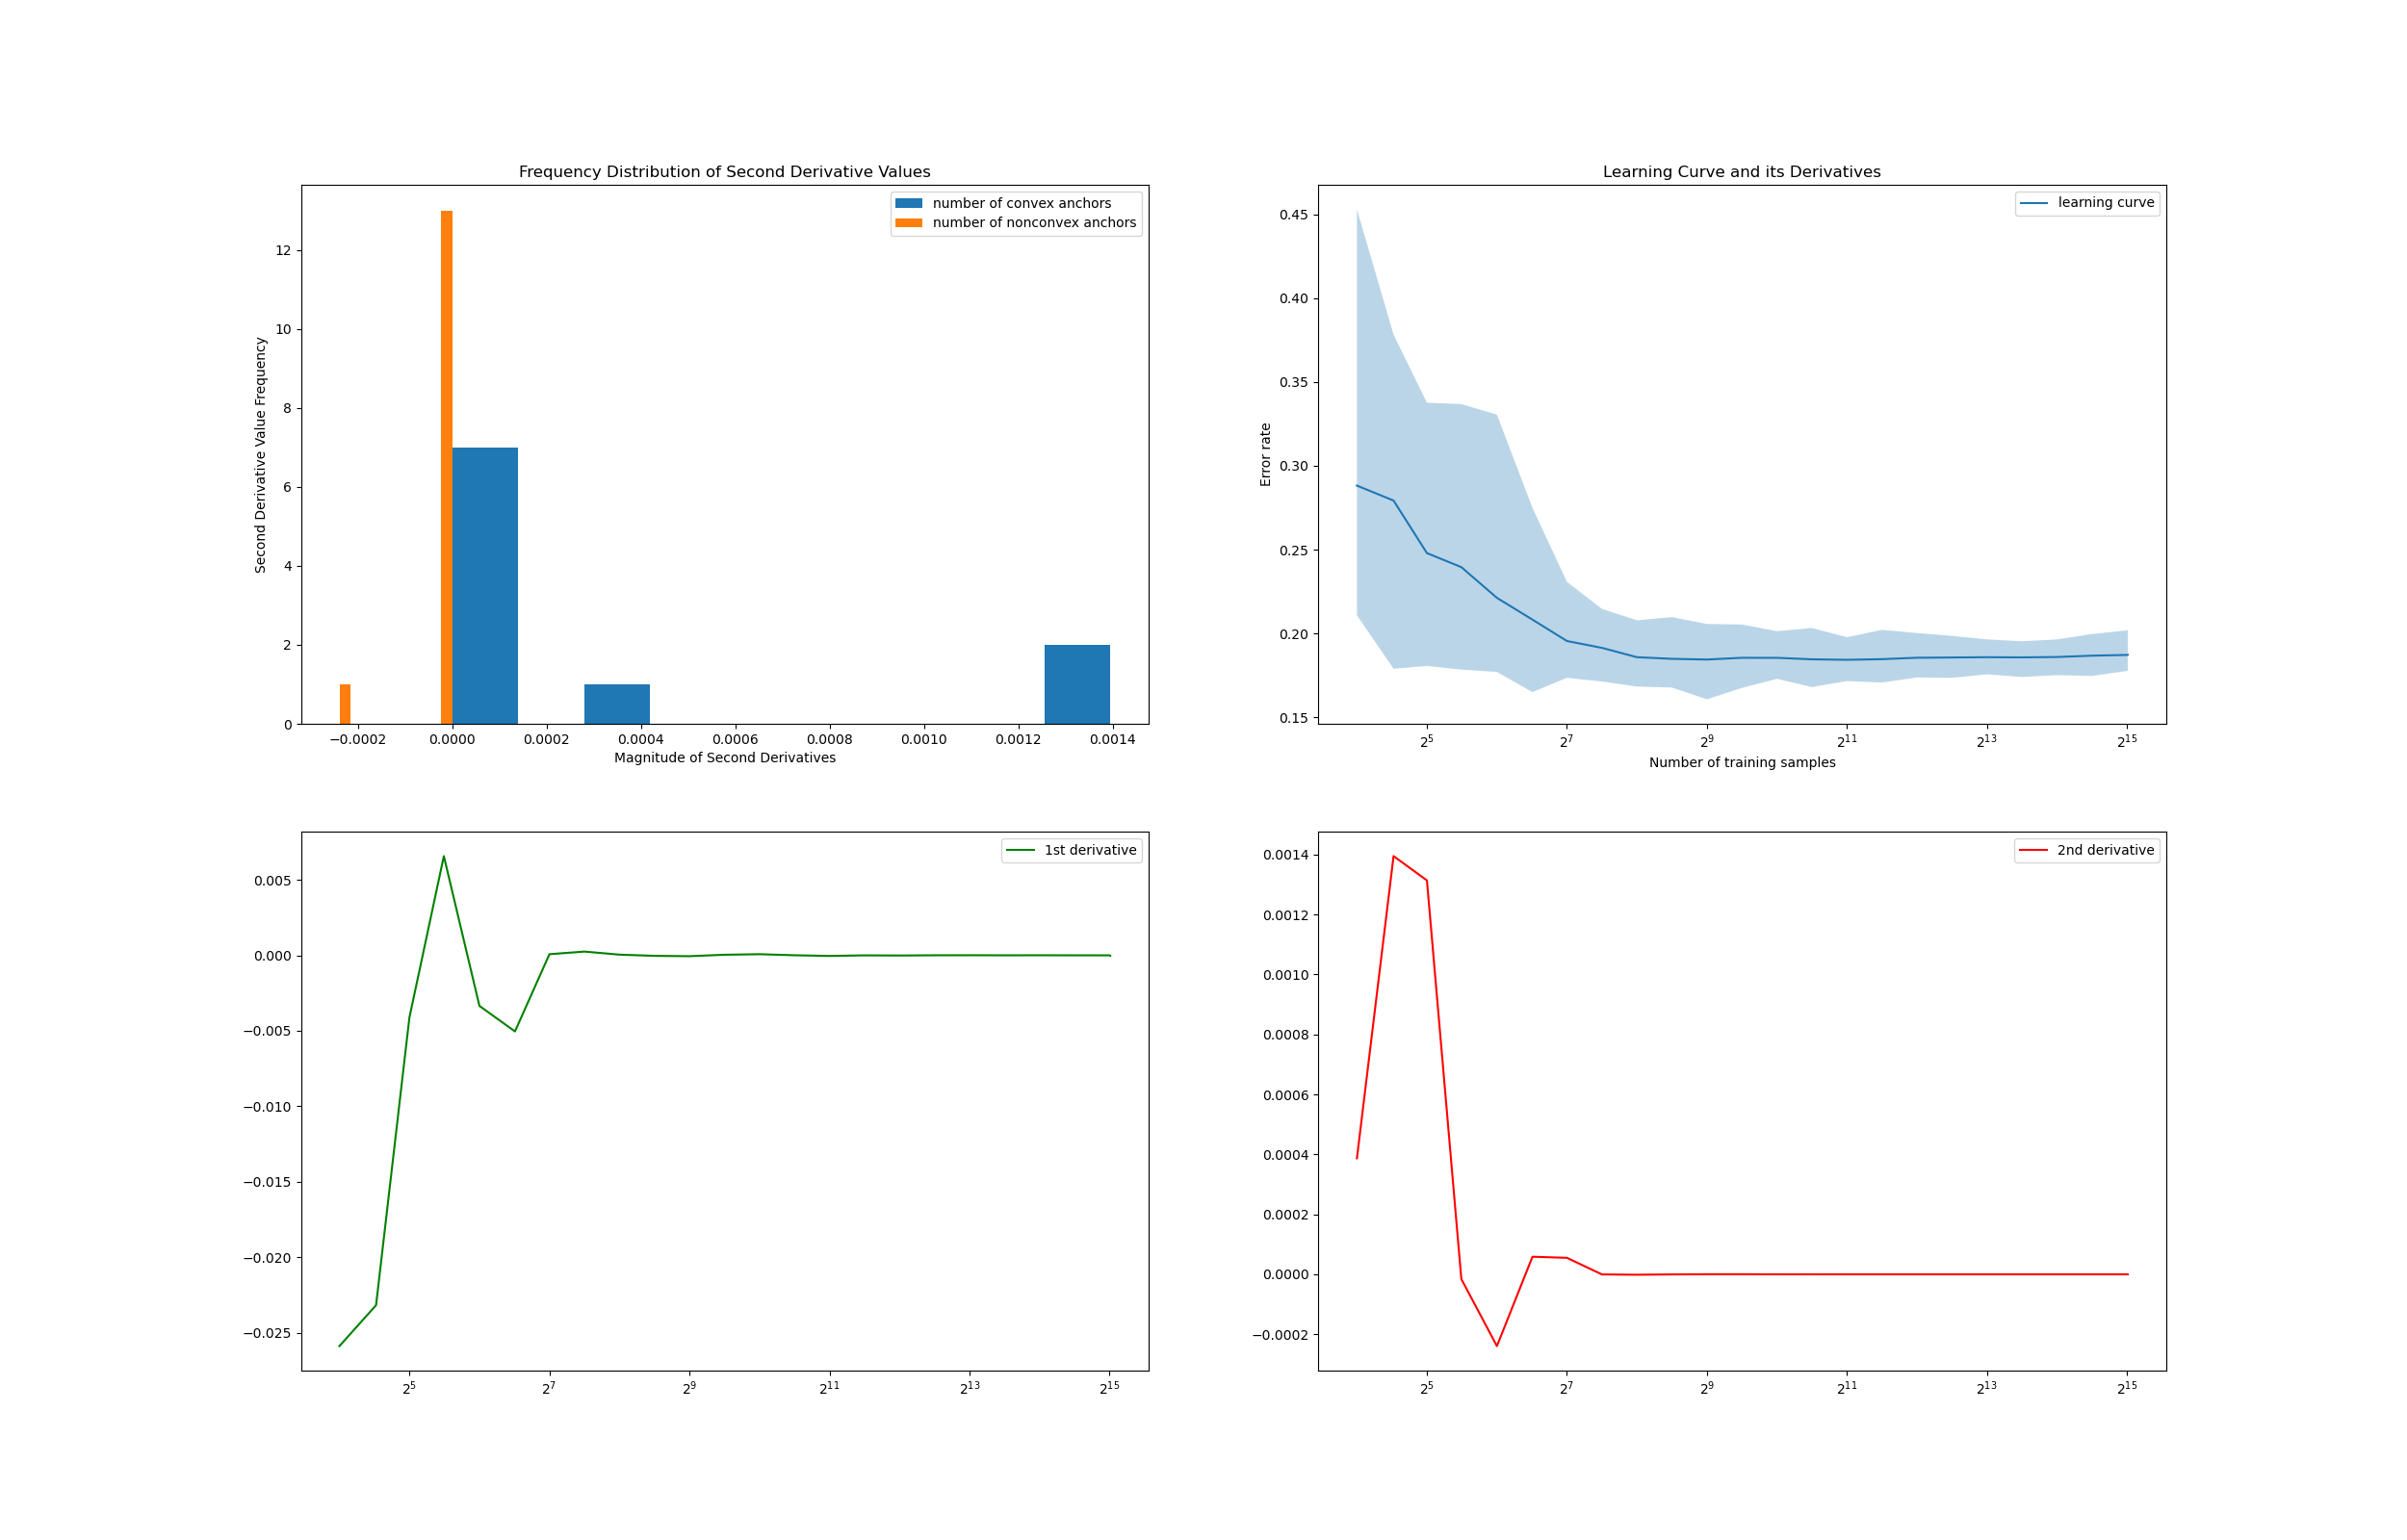 Frequency Distribution of Second Derivative Values
number of convex anchors
number of nonconvex anchors
Second Derivative Value Frequency
12
10
8
6
4
2
0
−0.0002 0.0000 0.0002 0.0004 0.0006 0.0008 0.0010 0.0012 0.0014
Magnitude of Second Derivatives
Learning Curve and its Derivatives
learning curve
Error rate
0.45
0.40
0.35
0.30
0.25
0.20
0.15
2^5 2^7 2^9 2^11 2^13 2^15
Number of training samples
1st derivative
0.005
0.000
−0.005
−0.010
−0.015
−0.020
−0.025
2^5 2^7 2^9 2^11 2^13 2^15
2nd derivative
0.0014
0.0012
0.0010
0.0008
0.0006
0.0004
0.0002
0.0000
−0.0002
2^5 2^7 2^9 2^11 2^13 2^15